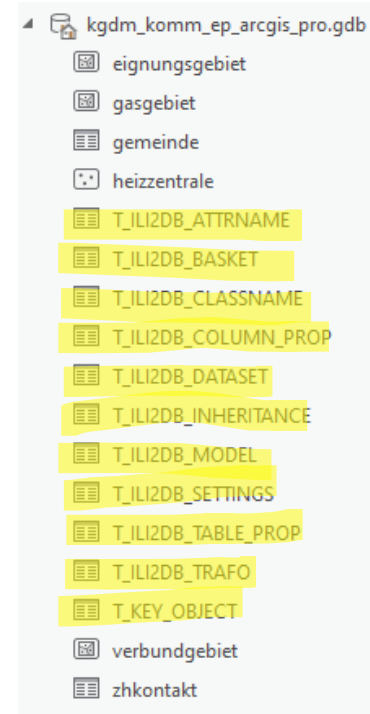 kgdm_komm_ep_arcgis_pro.gdb
eignungsgebiet
gasgebiet
gemeinde
heizzentrale
T_ILI2DB_ATTRNAME
T_ILI2DB_BASKET
T_ILI2DB_CLASSNAME
T_ILI2DB_COLUMN_PROP
T_ILI2DB_DATASET
T_ILI2DB_INHERITANCE
T_ILI2DB_MODEL
T_ILI2DB_SETTINGS
T_ILI2DB_TABLE_PROP
T_ILI2DB_TRAFO
T_KEY_OBJECT
verbundgebiet
zhkontakt